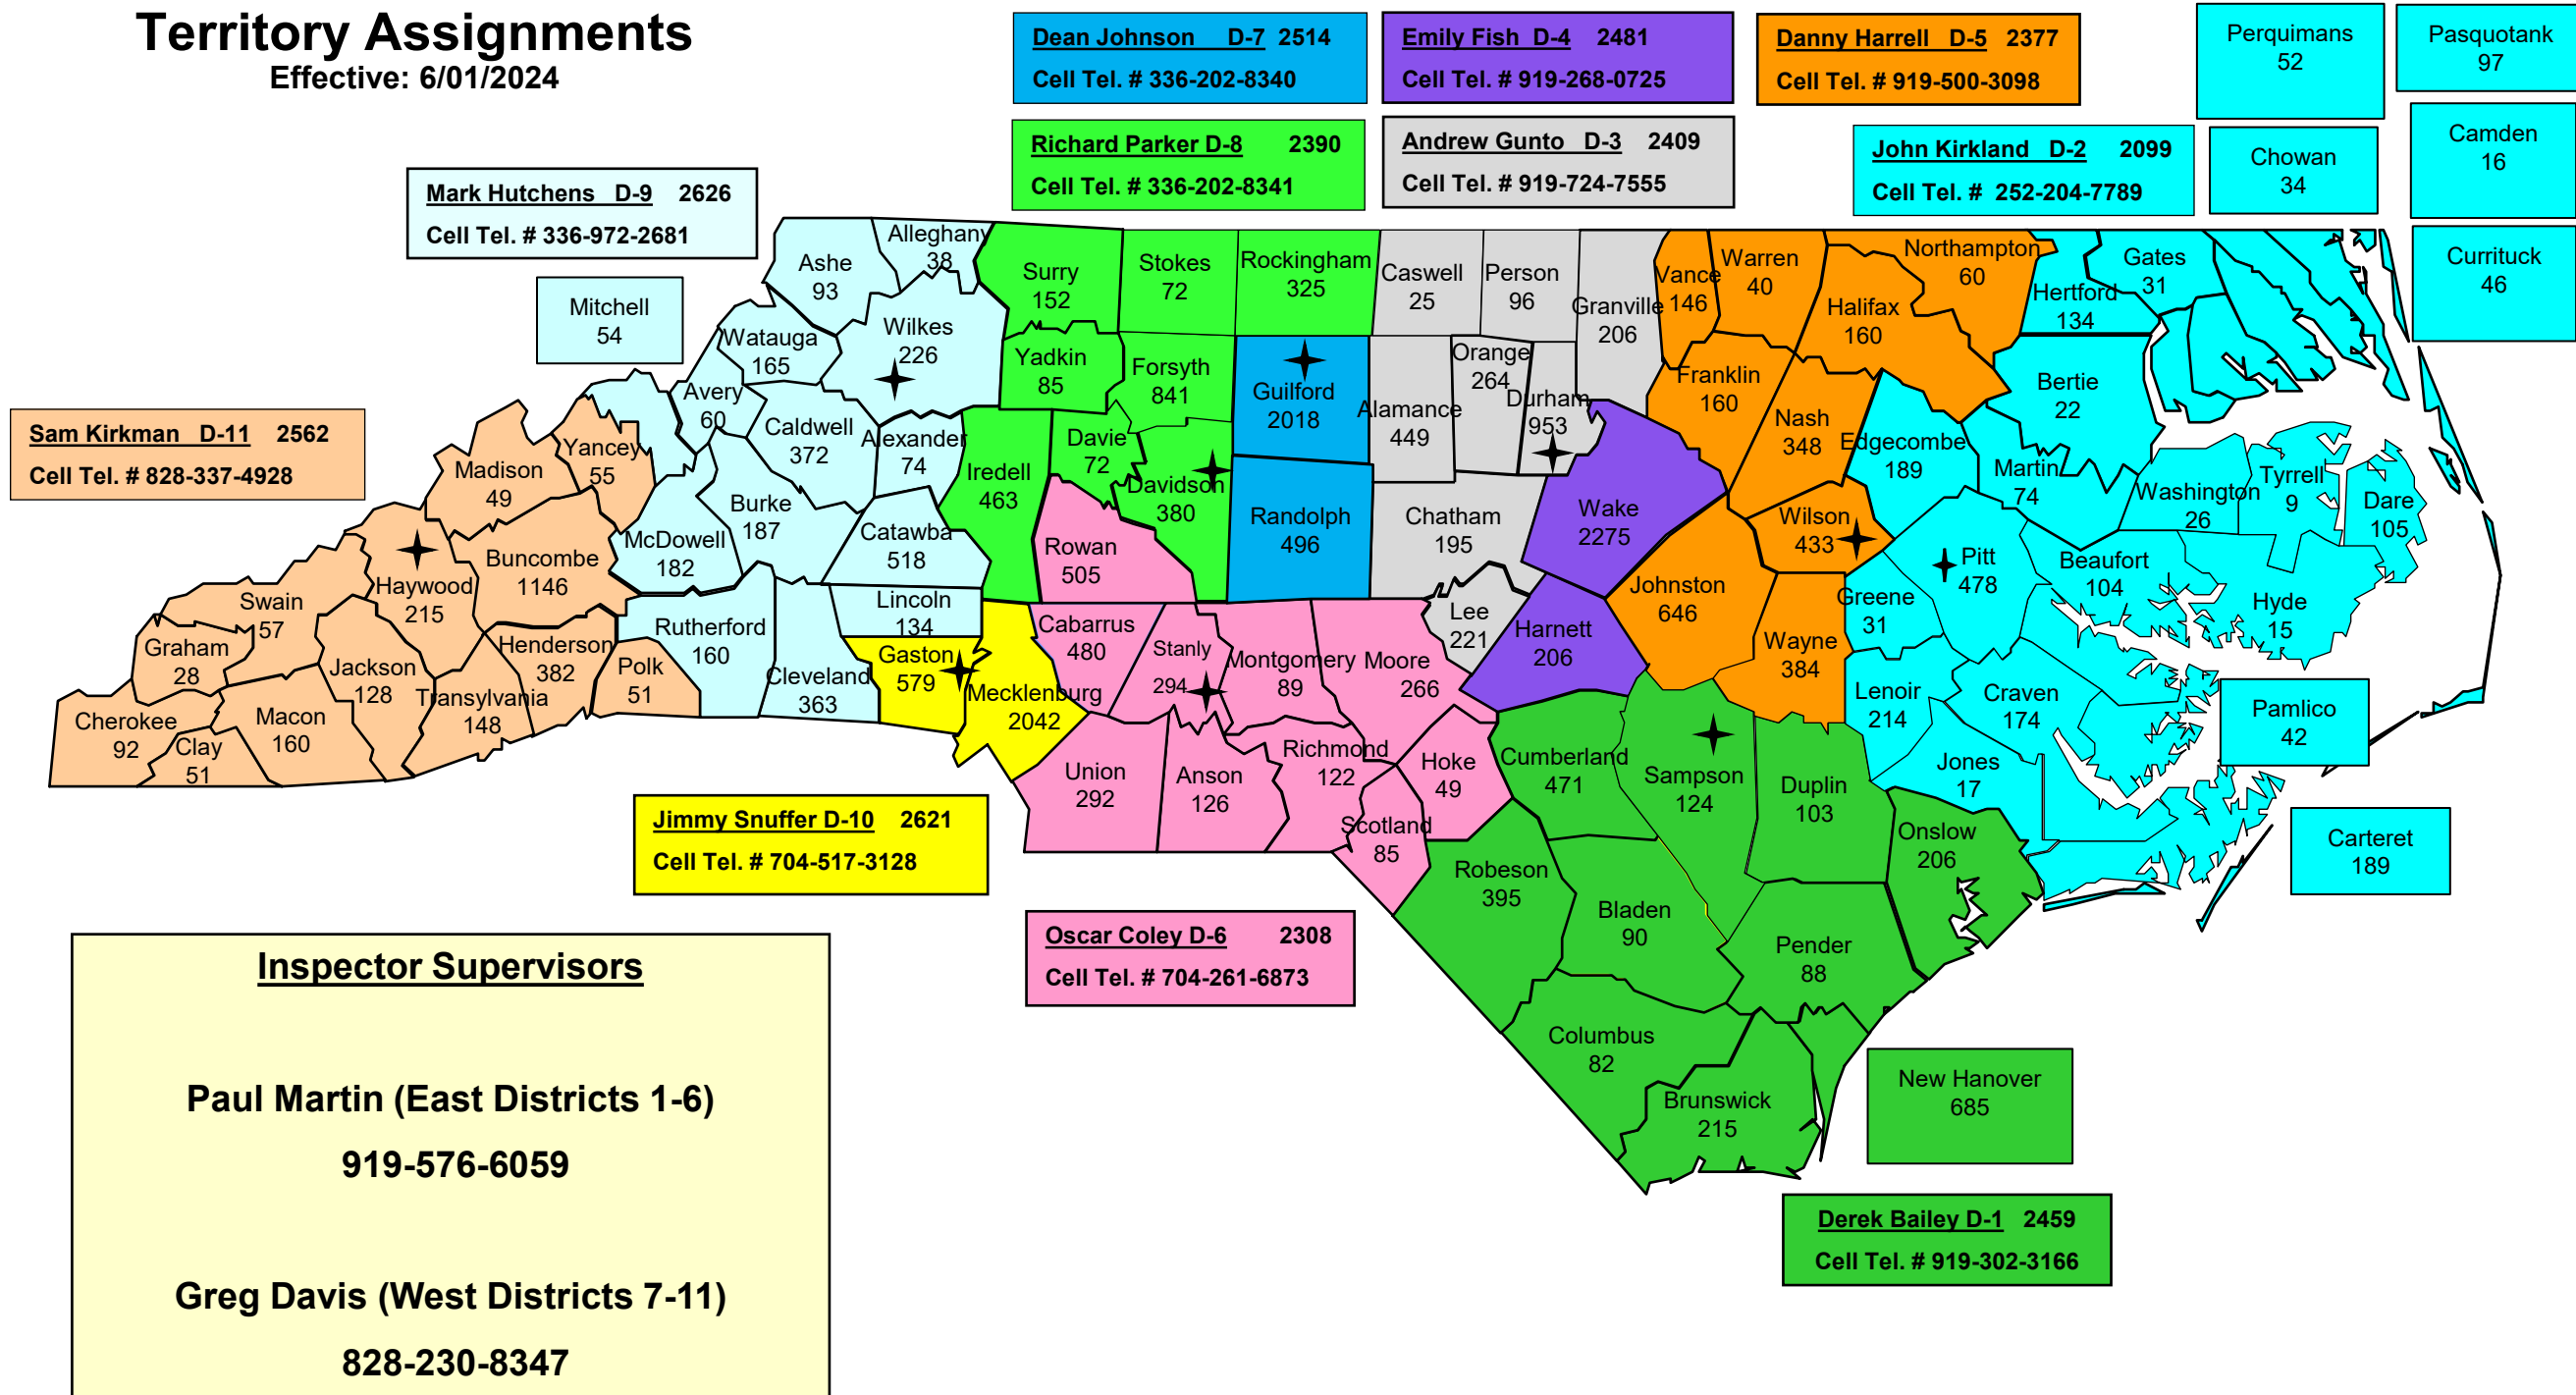 Territory Assignments
Effective: 6/01/2024
Dean Johnson D-7 2514
Cell Tel. # 336-202-8340
Emily Fish D-4 2481
Cell Tel. # 919-268-0725
Danny Harrell D-5 2377
Cell Tel. # 919-500-3098
Perquimans
52
Pasquotank
97
Richard Parker D-8 2390
Cell Tel. # 336-202-8341
Andrew Gunto D-3 2409
Cell Tel. # 919-724-7555
John Kirkland D-2 2099
Cell Tel. # 252-204-7789
Chowan
34
Camden
16
Currituck
46
Mark Hutchens D-9 2626
Cell Tel. # 336-972-2681
Mitchell
54
Sam Kirkman D-11 2562
Cell Tel. # 828-337-4928
Ashe
93
Alleghany
38
Surry
152
Stokes
72
Rockingham
325
Caswell
25
Person
96
Granville
206
Vance
146
Warren
40
Northampton
60
Halifax
160
Hertford
134
Gates
31
Watauga
165
Wilkes
226
Yadkin
85
Forsyth
841
Guilford
2018
Alamance
449
Orange
264
Durham
953
Franklin
160
Nash
348
Edgecombe
189
Bertie
22
Martin
74
Washington
26
Tyrrell
9
Dare
105
Avery
60
Caldwell
372
Alexander
74
Iredell
463
Davie
72
Davidson
380
Randolph
496
Chatham
195
Wake
2275
Wilson
433
Pitt
478
Beaufort
104
Hyde
15
Madison
49
Yancey
55
McDowell
182
Burke
187
Catawba
518
Rowan
505
Lee
221
Harnett
206
Johnston
646
Wayne
384
Greene
31
Lenoir
214
Craven
174
Jones
17
Pamlico
42
Carteret
189
Buncombe
1146
Haywood
215
Swain
57
Graham
28
Cherokee
92
Clay
51
Macon
160
Jackson
128
Transylvania
148
Henderson
382
Polk
51
Rutherford
160
Cleveland
363
Lincoln
134
Gaston
579
Mecklenburg
2042
Cabarrus
480
Stanly
294
Montgomery
89
Moore
266
Union
292
Anson
126
Richmond
122
Hoke
49
Scotland
85
Cumberland
471
Sampson
124
Duplin
103
Onslow
206
Robeson
395
Bladen
90
Pender
88
Columbus
82
Brunswick
215
New Hanover
685
Jimmy Snuffer D-10 2621
Cell Tel. # 704-517-3128
Oscar Coley D-6 2308
Cell Tel. # 704-261-6873
Derek Bailey D-1 2459
Cell Tel. # 919-302-3166
Inspector Supervisors
Paul Martin (East Districts 1-6)
919-576-6059
Greg Davis (West Districts 7-11)
828-230-8347